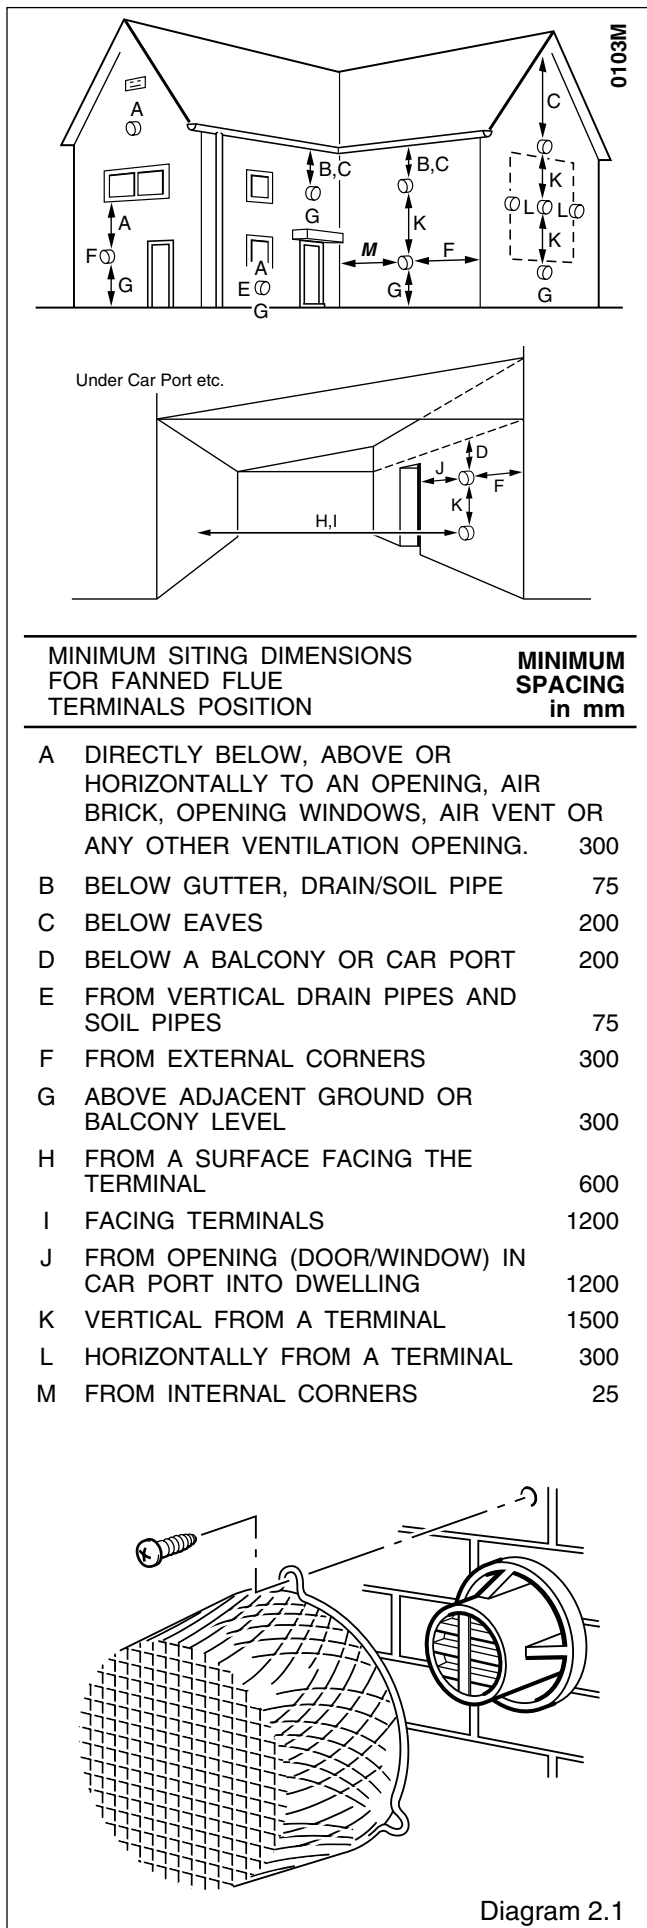 0103M
A
C
B,C
B,C
K
G
K
L
L
A
F
K
M
F
A
G
E
G
G
G
Under Car Port etc.
D
J
F
K
H,I
MINIMUM SITING DIMENSIONS
FOR FANNED FLUE
TERMINALS POSITION
MINIMUM
SPACING
in mm
A DIRECTLY BELOW, ABOVE OR
HORIZONTALLY TO AN OPENING, AIR
BRICK, OPENING WINDOWS, AIR VENT OR
ANY OTHER VENTILATION OPENING. 300
B BELOW GUTTER, DRAIN/SOIL PIPE 75
C BELOW EAVES 200
D BELOW A BALCONY OR CAR PORT 200
E FROM VERTICAL DRAIN PIPES AND
SOIL PIPES 75
F FROM EXTERNAL CORNERS 300
G ABOVE ADJACENT GROUND OR
BALCONY LEVEL 300
H FROM A SURFACE FACING THE
TERMINAL 600
I FACING TERMINALS 1200
J FROM OPENING (DOOR/WINDOW) IN
CAR PORT INTO DWELLING 1200
K VERTICAL FROM A TERMINAL 1500
L HORIZONTALLY FROM A TERMINAL 300
M FROM INTERNAL CORNERS 25
Diagram 2.1